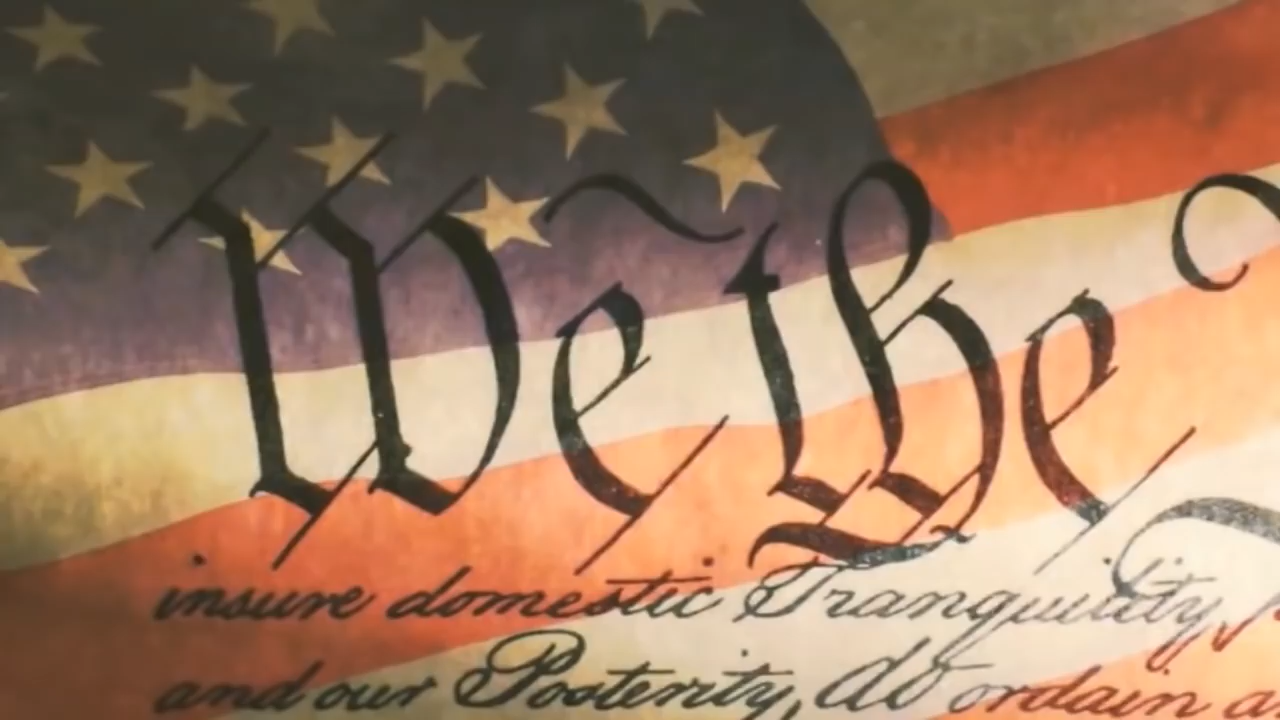 We the
insure domestic Tranquility,
and our Posterity, do ordain a